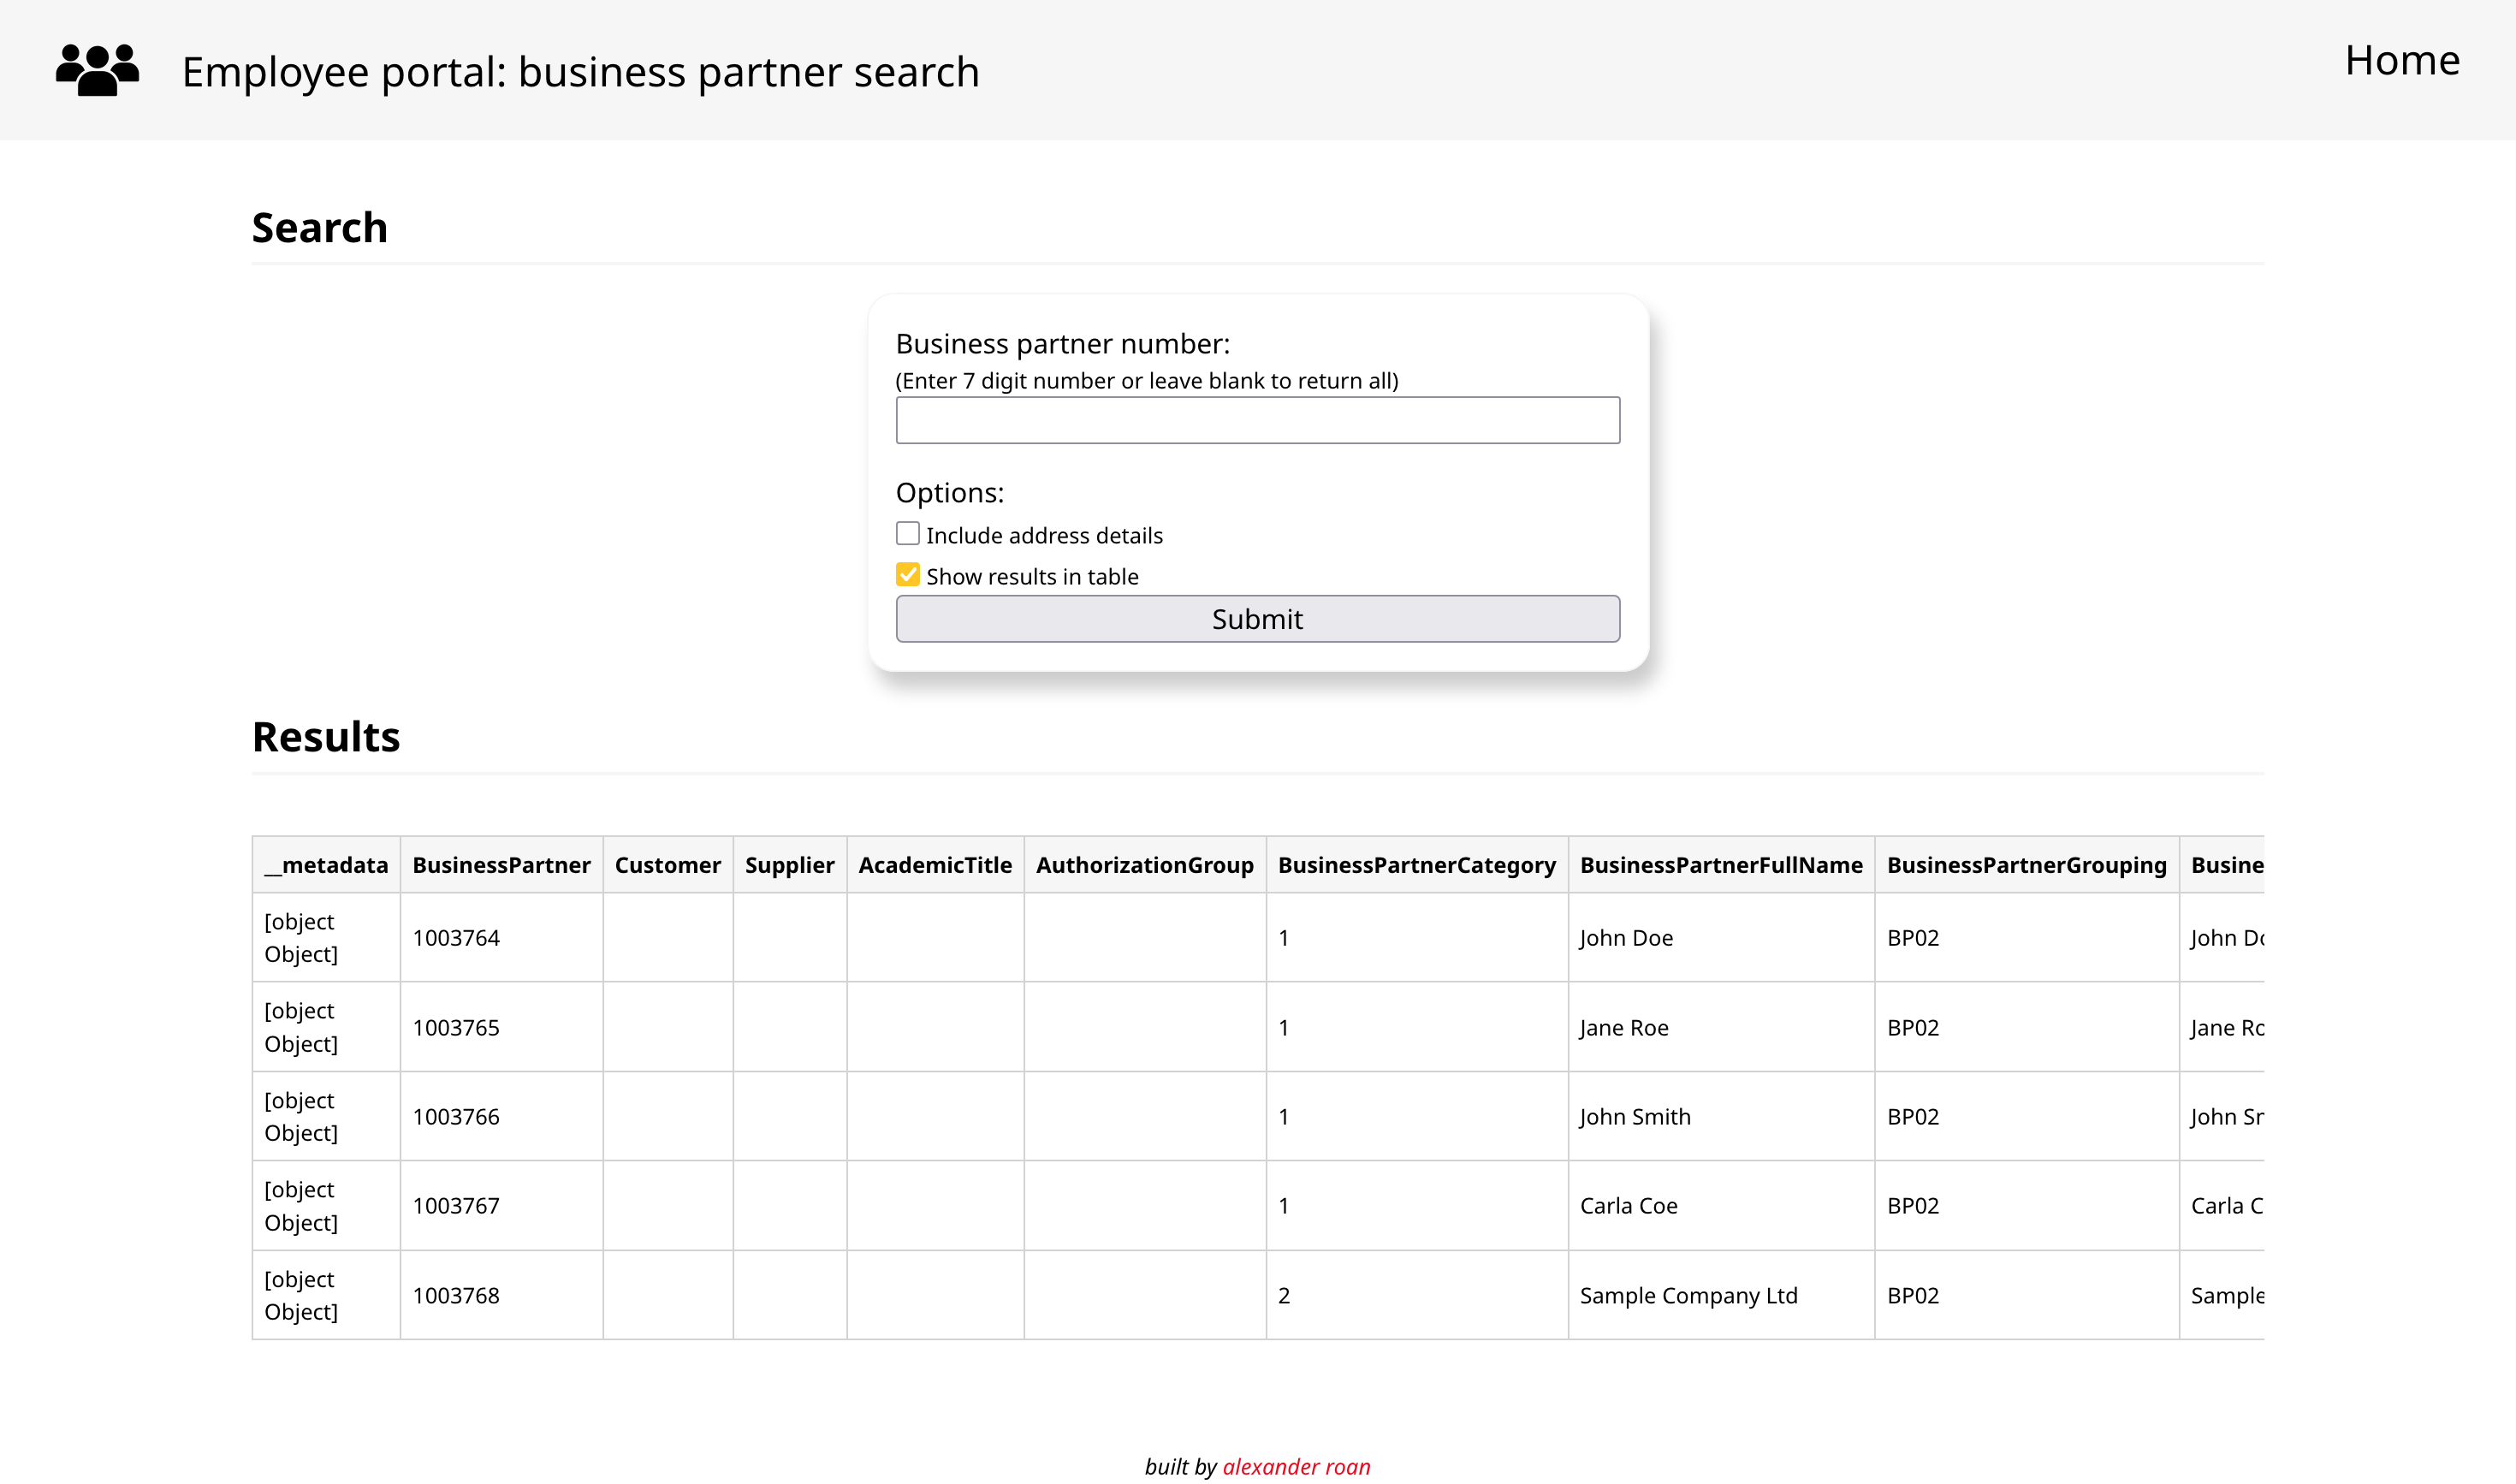 Employee portal: business partner search
Home
Search
Business partner number:
(Enter 7 digit number or leave blank to return all)
Options:
Include address details
Show results in table
Submit
Results
__metadata BusinessPartner Customer Supplier AcademicTitle AuthorizationGroup BusinessPartnerCategory BusinessPartnerFullName BusinessPartnerGrouping Busine
[object
Object] 1003764 1 John Doe BP02 John Do
[object
Object] 1003765 1 Jane Roe BP02 Jane Ro
[object
Object] 1003766 1 John Smith BP02 John Sm
[object
Object] 1003767 1 Carla Coe BP02 Carla C
[object
Object] 1003768 2 Sample Company Ltd BP02 Sample
built by alexander roan